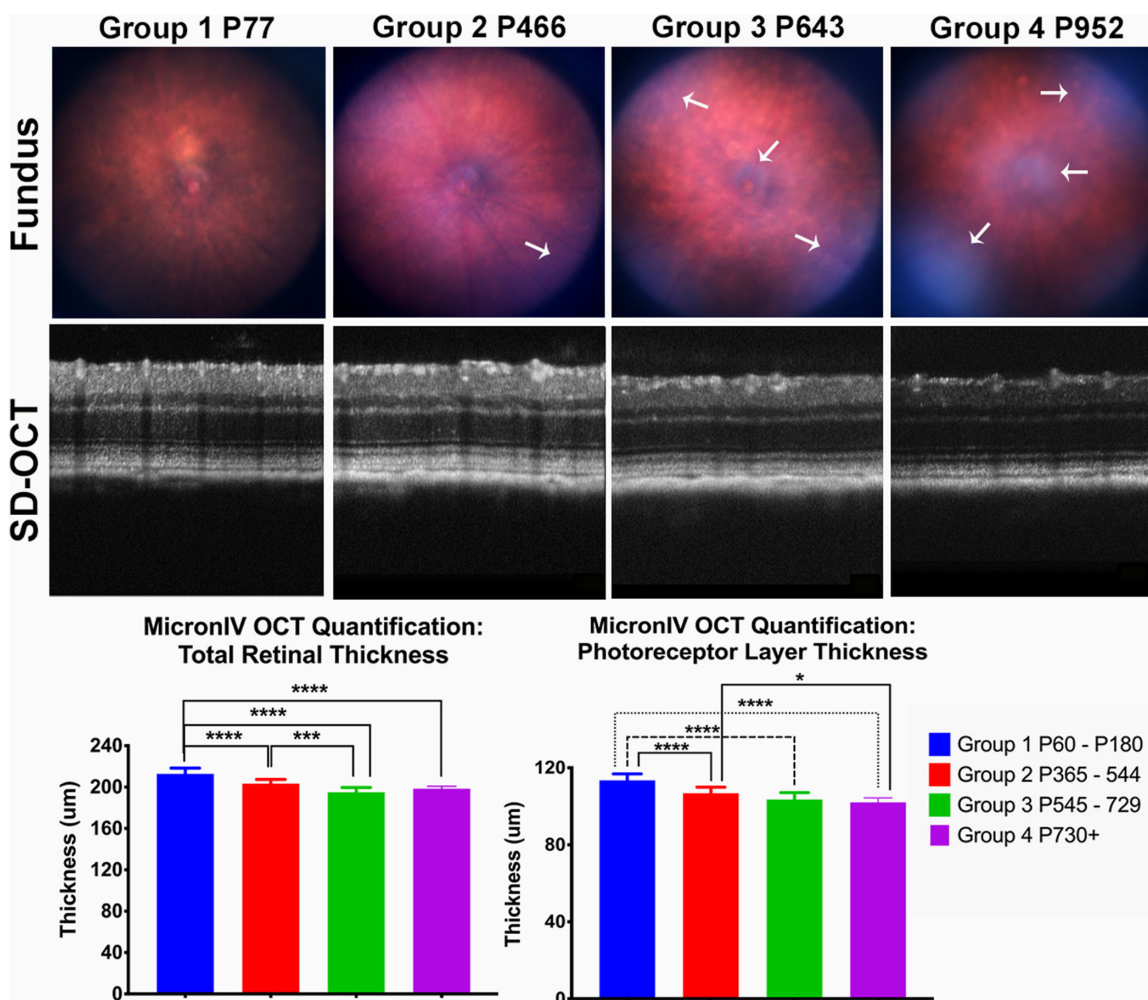 Group 1 P77
Group 2 P466
Group 3 P643
Group 4 P952
Fundus
SD-OCT
MicronIV OCT Quantification:
Total Retinal Thickness
****
****
****
***
240
200
160
120
80
40
0
Thickness (um)
MicronIV OCT Quantification:
Photoreceptor Layer Thickness
*
****
****
****
120
80
40
0
Thickness (um)
Group 1 P60 - P180
Group 2 P365 - 544
Group 3 P545 - 729
Group 4 P730+